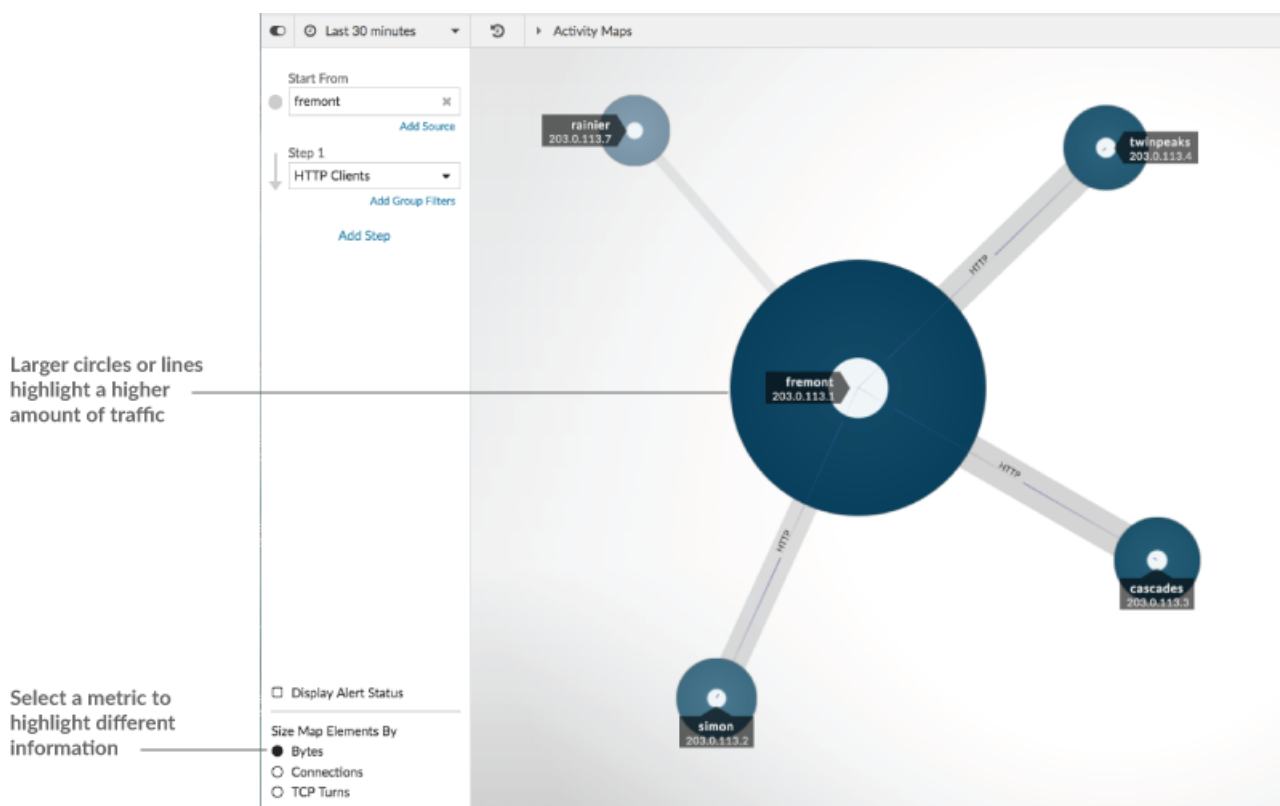 Last 30 minutes
Activity Maps
Start From
fremont
Add Source
Step 1
HTTP Clients
Add Group Filters
Add Step
Larger circles or lines
highlight a higher
amount of traffic
Select a metric to
highlight different
information
Display Alert Status
Size Map Elements By
Bytes
Connections
TCP Turns
rainier
203.0.113.7
twinpeaks
203.0.113.4
HTTP
fremont
203.0.113.1
HTTP
HTTP
cascades
203.0.113.3
simon
203.0.113.2